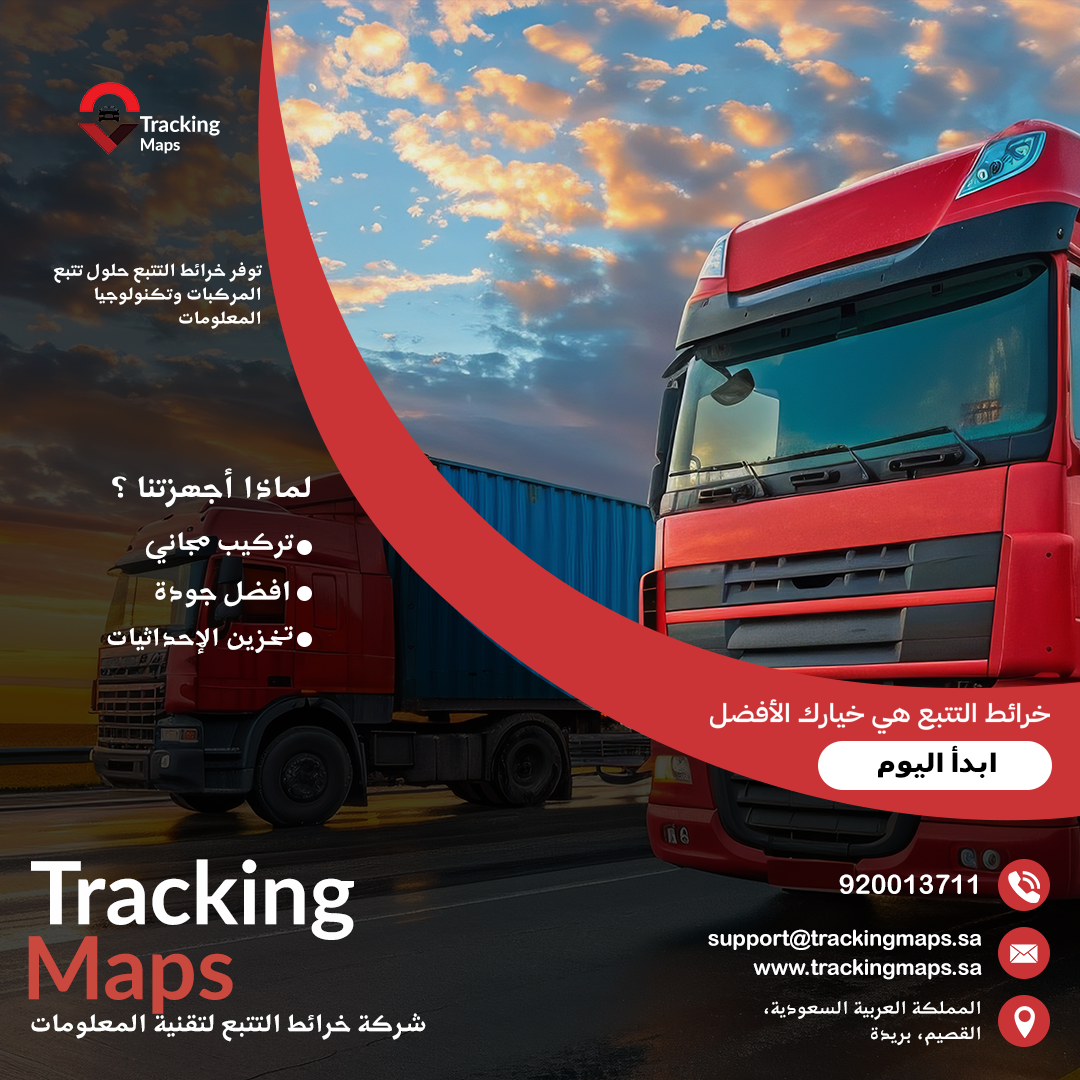 Tracking
Maps
توفر خرائط التتبع حلول تتبع
المركبات وتكنولوجيا
المعلومات
لماذا أجهزتنا ؟
تركيب مجاني
افضل جودة
تخزين الإحداثيات
خرائط التتبع هي خيارك الأفضل
ابدأ اليوم
Tracking
Maps
شركة خرائط التتبع لتقنية المعلومات
920013711
support@trackingmaps.sa
www.trackingmaps.sa
المملكة العربية السعودية،
القصيم، بريدة